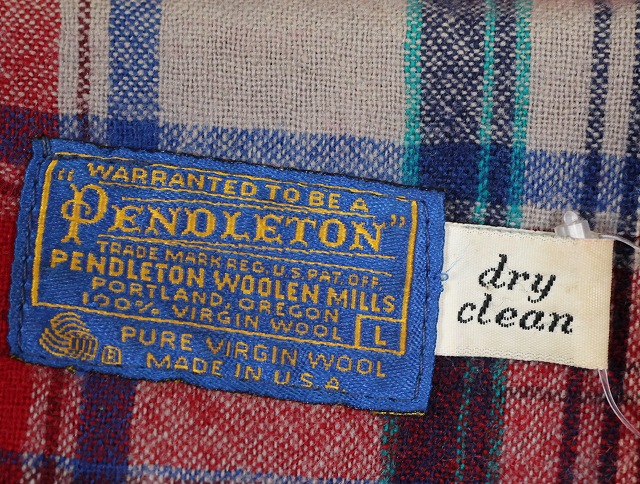 "WARRANTED TO BE A
PENDLETON"
TRADE MARK REG. U.S. PAT. OFF.
PENDLETON WOOLEN MILLS
PORTLAND, OREGON
100% VIRGIN WOOL L
R PURE VIRGIN WOOL
MADE IN U.S.A.
dry
clean